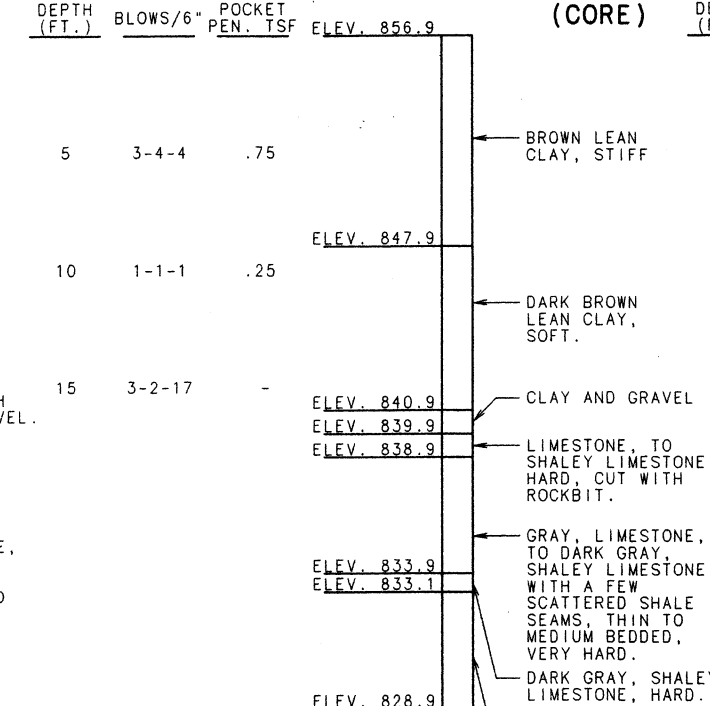 DEPTH (FT.) BLOWS/6" POCKET PEN. TSF
(CORE)
ELEV. 856.9
BROWN LEAN
CLAY, STIFF
5 3-4-4 .75
ELEV. 847.9
10 1-1-1 .25
DARK BROWN
LEAN CLAY,
SOFT.
15 3-2-17 -
ELEV. 840.9
CLAY AND GRAVEL
ELEV. 839.9
ELEV. 838.9
LIMESTONE, TO
SHALEY LIMESTONE
HARD, CUT WITH
ROCKBIT.
GRAY, LIMESTONE,
TO DARK GRAY,
SHALEY LIMESTONE
WITH A FEW
SCATTERED SHALE
SEAMS, THIN TO
MEDIUM BEDDED,
VERY HARD.
ELEV. 833.9
ELEV. 833.1
DARK GRAY, SHALEY
LIMESTONE, HARD.
ELEV. 828.9